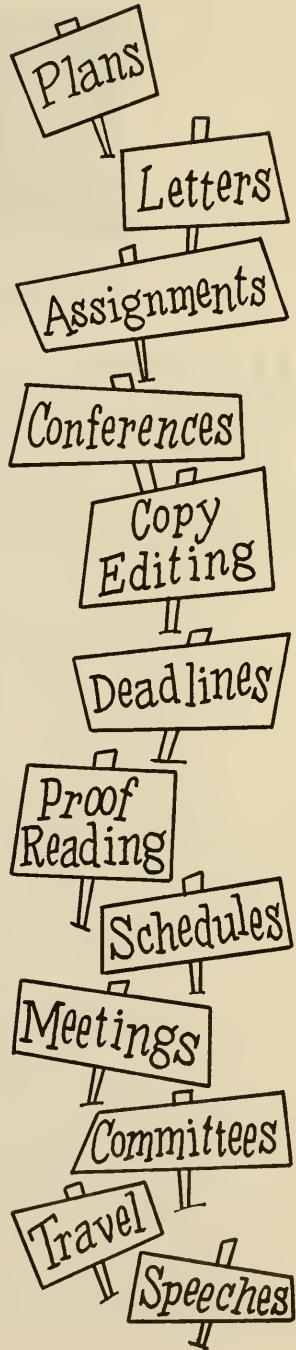 Plans
Letters
Assignments
Conferences
Copy
Editing
Deadlines
Proof
Reading
Schedules
Meetings
Committees
Travel
Speeches